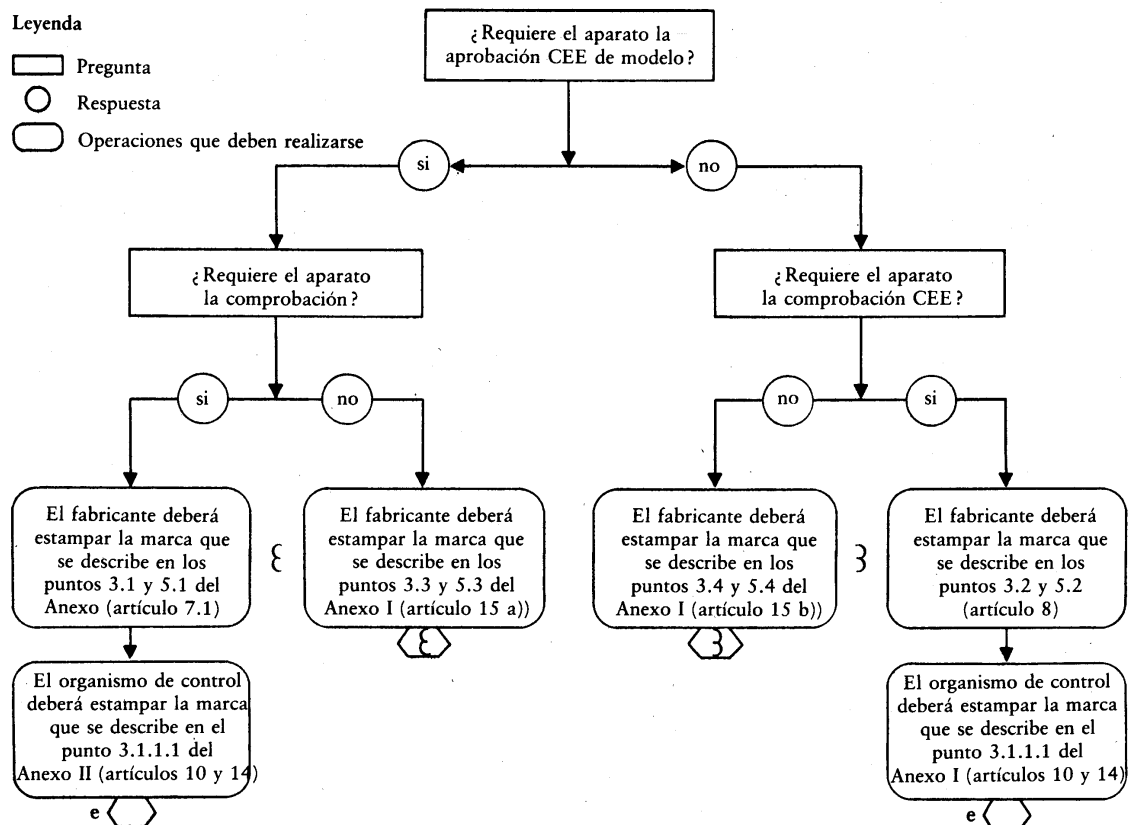 Leyenda
Pregunta
Respuesta
Operaciones que deben realizarse
¿Requiere el aparato la
aprobación CEE de modelo?
si
no
¿Requiere el aparato
la comprobación?
¿Requiere el aparato
la comprobación CEE?
si
no
no
si
El fabricante deberá
estampar la marca que
se describe en los
puntos 3.1 y 5.1 del
Anexo (artículo 7.1)
El fabricante deberá
estampar la marca que
se describe en los
puntos 3.3 y 5.3 del
Anexo I (artículo 15 a))
El fabricante deberá
estampar la marca que
se describe en los
puntos 3.4 y 5.4 del
Anexo I (artículo 15 b))
El fabricante deberá
estampar la marca que
se describe en los
puntos 3.2 y 5.2
(artículo 8)
El organismo de control
deberá estampar la marca
que se describe en el
punto 3.1.1.1 del
Anexo II (artículos 10 y 14)
e
El organismo de control
deberá estampar la marca
que se describe en el
punto 3.1.1.1 del
Anexo I (artículos 10 y 14)
e